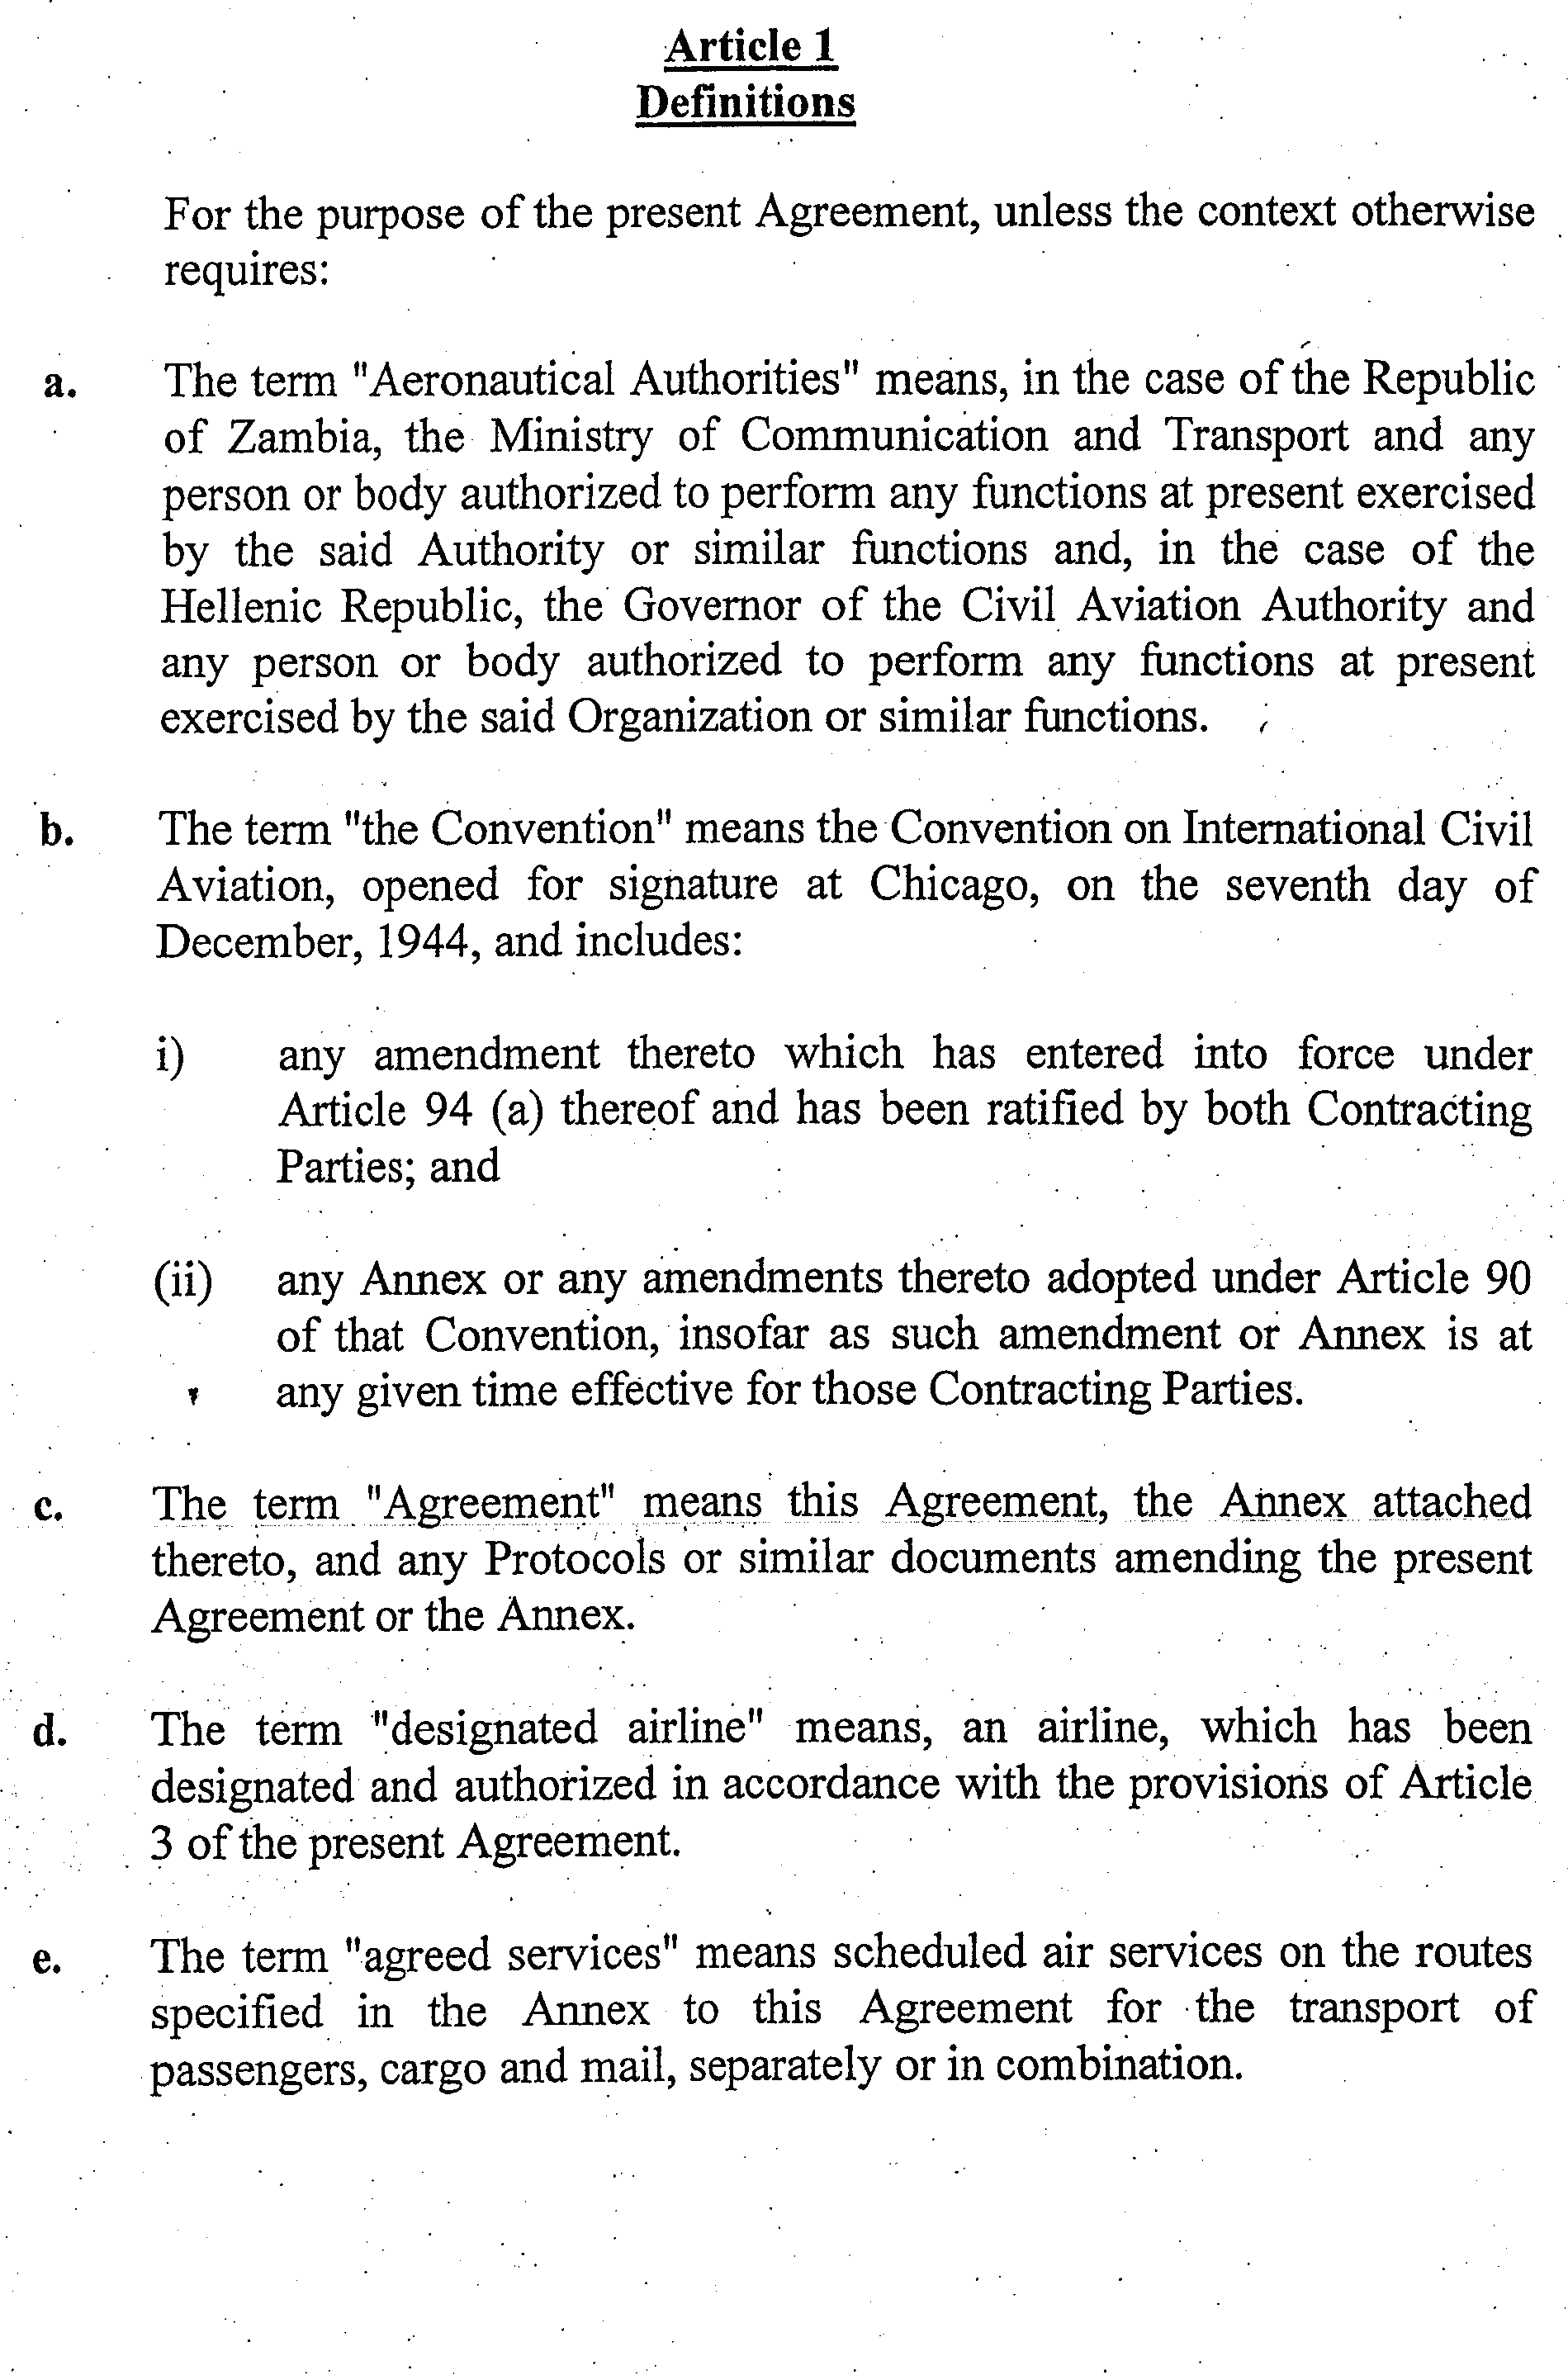 Article 1
Definitions
For the purpose of the present Agreement, unless the context otherwise
requires:
a. The term "Aeronautical Authorities" means, in the case of the Republic
of Zambia, the Ministry of Communication and Transport and any
person or body authorized to perform any functions at present exercised
by the said Authority or similar functions and, in the case of the
Hellenic Republic, the Governor of the Civil Aviation Authority and
any person or body authorized to perform any functions at present
exercised by the said Organization or similar functions.
b. The term "the Convention" means the Convention on International Civil
Aviation, opened for signature at Chicago, on the seventh day of
December, 1944, and includes:
i) any amendment thereto which has entered into force under
Article 94 (a) thereof and has been ratified by both Contracting
Parties; and
(ii) any Annex or any amendments thereto adopted under Article 90
of that Convention, insofar as such amendment or Annex is at
any given time effective for those Contracting Parties.
c. The term "Agreement" means this Agreement, the Annex attached
thereto, and any Protocols or similar documents amending the present
Agreement or the Annex.
d. The term "designated airline" means, an airline, which has been
designated and authorized in accordance with the provisions of Article
3 of the present Agreement.
e. The term "agreed services" means scheduled air services on the routes
specified in the Annex to this Agreement for the transport of
passengers, cargo and mail, separately or in combination.